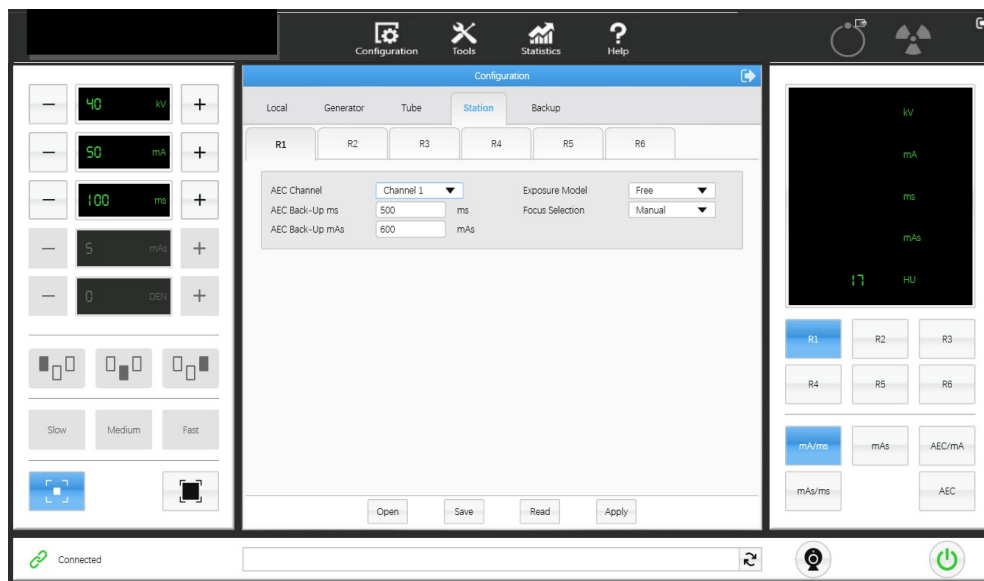 Configuration Tools Statistics Help
Configuration
Local Generator Tube Station Backup
R1 R2 R3 R4 R5 R6
AEC Channel Channel 1 Exposure Model Free
AEC Back-Up ms 500 ms Focus Selection Manual
AEC Back-Up mAs 600 mAs
Open Save Read Apply
— 40 kV +
— 50 mA +
— 100 ms +
— 5 mAs +
— 0 DEN +
Slow Medium Fast
kV
mA
ms
mAs
17 HU
R1 R2 R3
R4 R5 R6
mA/ms mAs AEC/mA
mAs/ms AEC
Connected